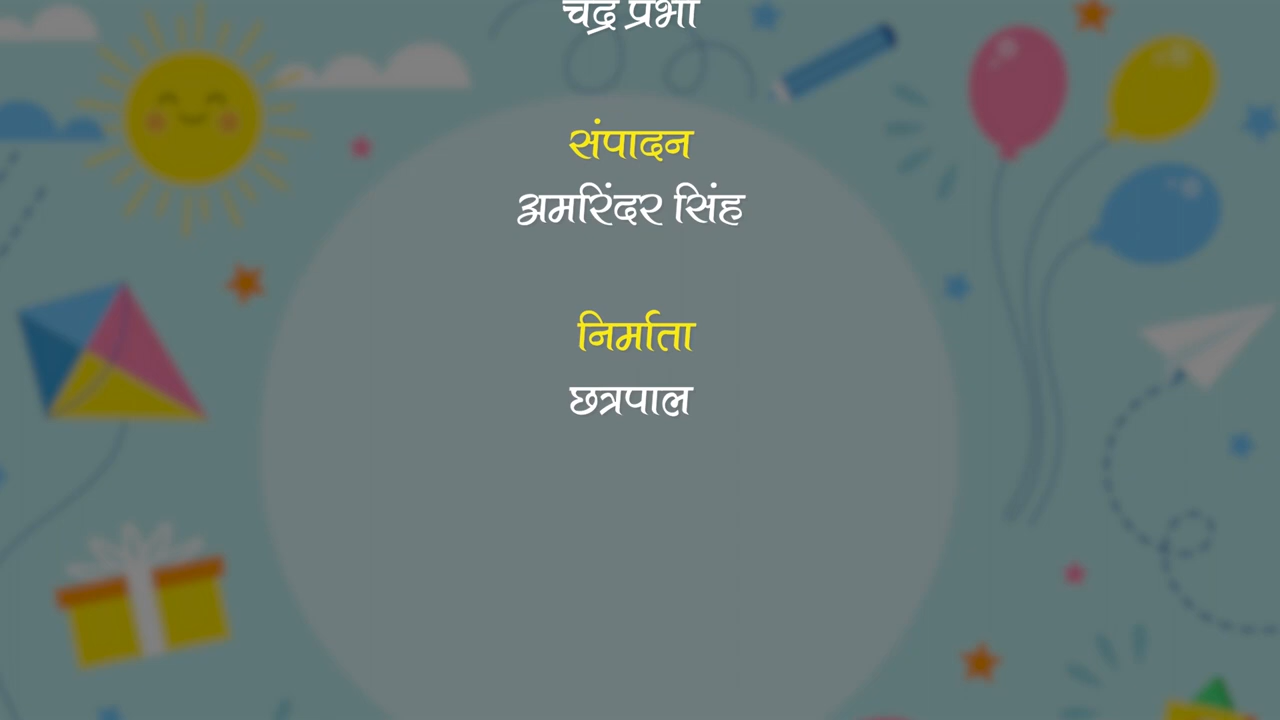 चंद्र प्रभा
संपादन
अमरिंदर सिंह
निर्माता
छत्रपाल